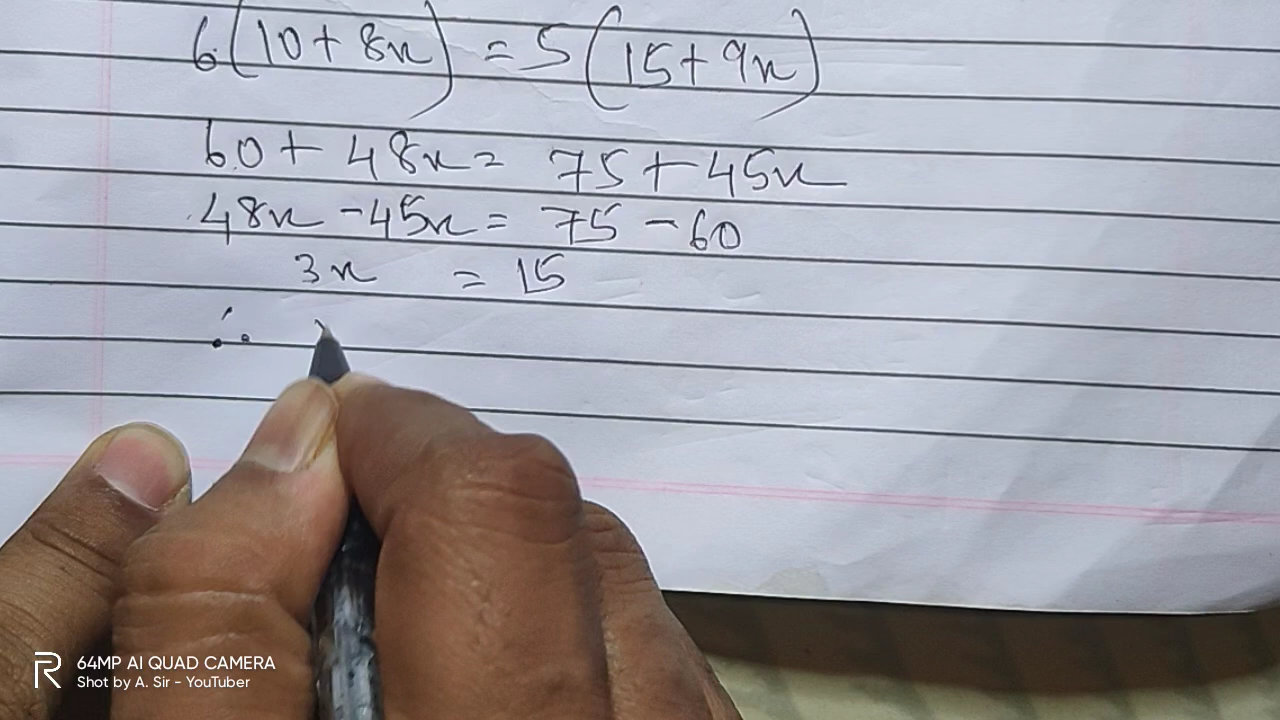 6(10+8x) = 5(15+9x)
60 + 48x = 75 + 45x
48x - 45x = 75 - 60
3x = 15
∴
R 64MP AI QUAD CAMERA
Shot by A. Sir - YouTuber